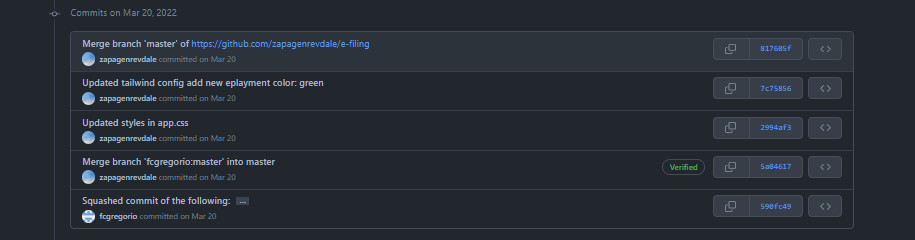 Commits on Mar 20, 2022
Merge branch 'master' of https://github.com/zapagenrevdale/e-filing
zapagenrevdale committed on Mar 20
817605f
Updated tailwind config add new eplayment color: green
zapagenrevdale committed on Mar 20
7c75856
Updated styles in app.css
zapagenrevdale committed on Mar 20
2994af3
Merge branch 'fcgregorio:master' into master
zapagenrevdale committed on Mar 20
Verified
5a04617
Squashed commit of the following: ...
fcgregorio committed on Mar 20
590fc49